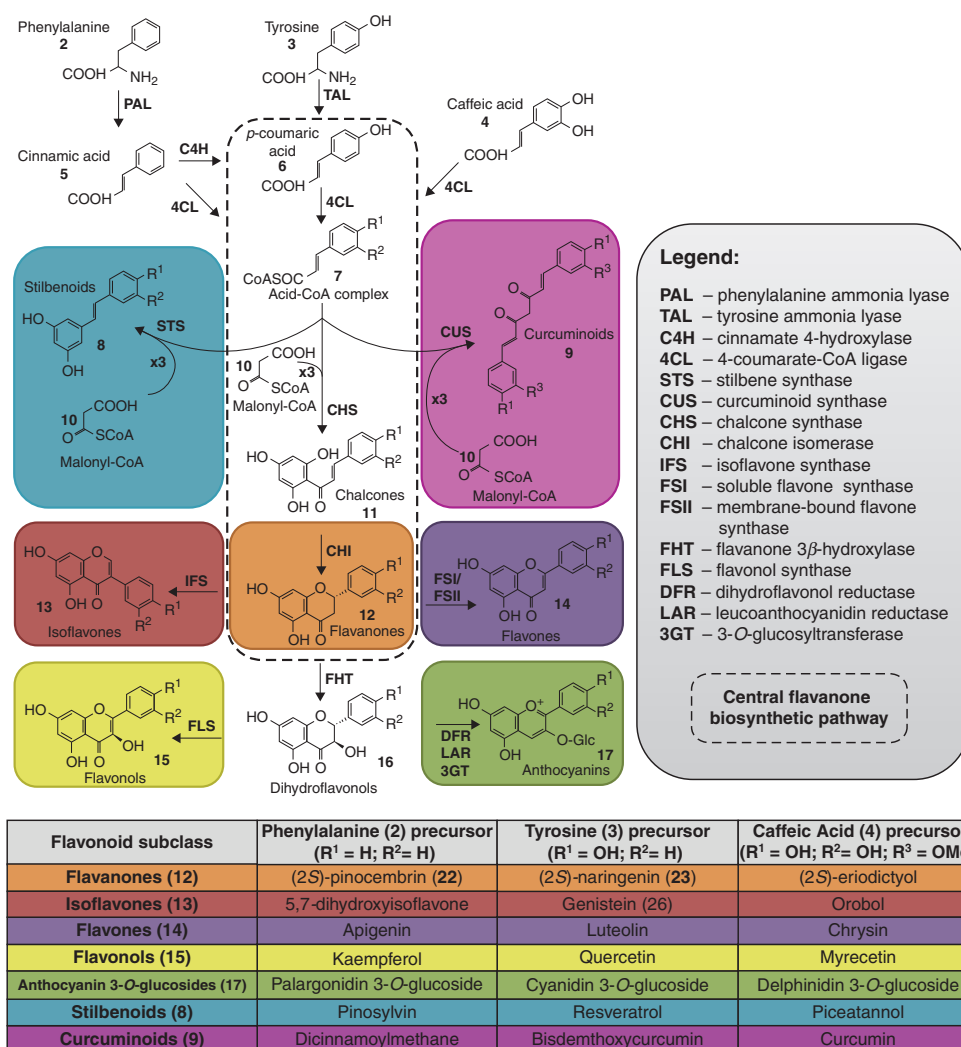 Phenylalanine
2
COOH
NH2
PAL
Tyrosine
3
OH
COOH
NH2
TAL
Caffeic acid
4
OH
OH
COOH
4CL
Cinnamic acid
5
COOH
C4H
4CL
p-coumaric
acid
6
OH
COOH
4CL
R1
R2
CoASOC
7
Acid-CoA complex
Stilbenoids
R1
R2
HO
8
OH
STS
x3
10
COOH
O
SCoA
Malonyl-CoA
10
COOH
x3
O
SCoA
Malonyl-CoA
CHS
R1
R3
O
O
CUS
Curcuminoids
9
x3
R3
R1
10
COOH
O
SCoA
Malonyl-CoA
HO
OH
R1
R2
OH
O
Chalcones
11
HO
O
IFS
13
OH
O
R1
R2
Isoflavones
CHI
R1
HO
O
R2
12
OH
O
Flavanones
FSI/
FSII
R1
HO
O
R2
14
OH
O
Flavones
FHT
R1
HO
O
R2
FLS
OH
OH
O
15
Flavonols
R1
HO
O
R2
OH
OH
O
16
Dihydroflavonols
DFR
LAR
3GT
R1
HO
O+
R2
O-Glc
OH
17
Anthocyanins
Legend:
PAL – phenylalanine ammonia lyase
TAL – tyrosine ammonia lyase
C4H – cinnamate 4-hydroxylase
4CL – 4-coumarate-CoA ligase
STS – stilbene synthase
CUS – curcuminoid synthase
CHS – chalcone synthase
CHI – chalcone isomerase
IFS – isoflavone synthase
FSI – soluble flavone synthase
FSII – membrane-bound flavone
synthase
FHT – flavanone 3β-hydroxylase
FLS – flavonol synthase
DFR – dihydroflavonol reductase
LAR – leucoanthocyanidin reductase
3GT – 3-O-glucosyltransferase
Central flavanone
biosynthetic pathway
Flavonoid subclass
Phenylalanine (2) precursor
(R1 = H; R2= H)
Tyrosine (3) precursor
(R1 = OH; R2= H)
Caffeic Acid (4) precursor
(R1 = OH; R2= OH; R3 = OMe
Flavanones (12) (2S)-pinocembrin (22) (2S)-naringenin (23) (2S)-eriodictyol
Isoflavones (13) 5,7-dihydroxyisoflavone Genistein (26) Orobol
Flavones (14) Apigenin Luteolin Chrysin
Flavonols (15) Kaempferol Quercetin Myrecetin
Anthocyanin 3-O-glucosides (17) Palargonidin 3-O-glucoside Cyanidin 3-O-glucoside Delphinidin 3-O-glucoside
Stilbenoids (8) Pinosylvin Resveratrol Piceatannol
Curcuminoids (9) Dicinnamoylmethane Bisdemthoxycurcumin Curcumin